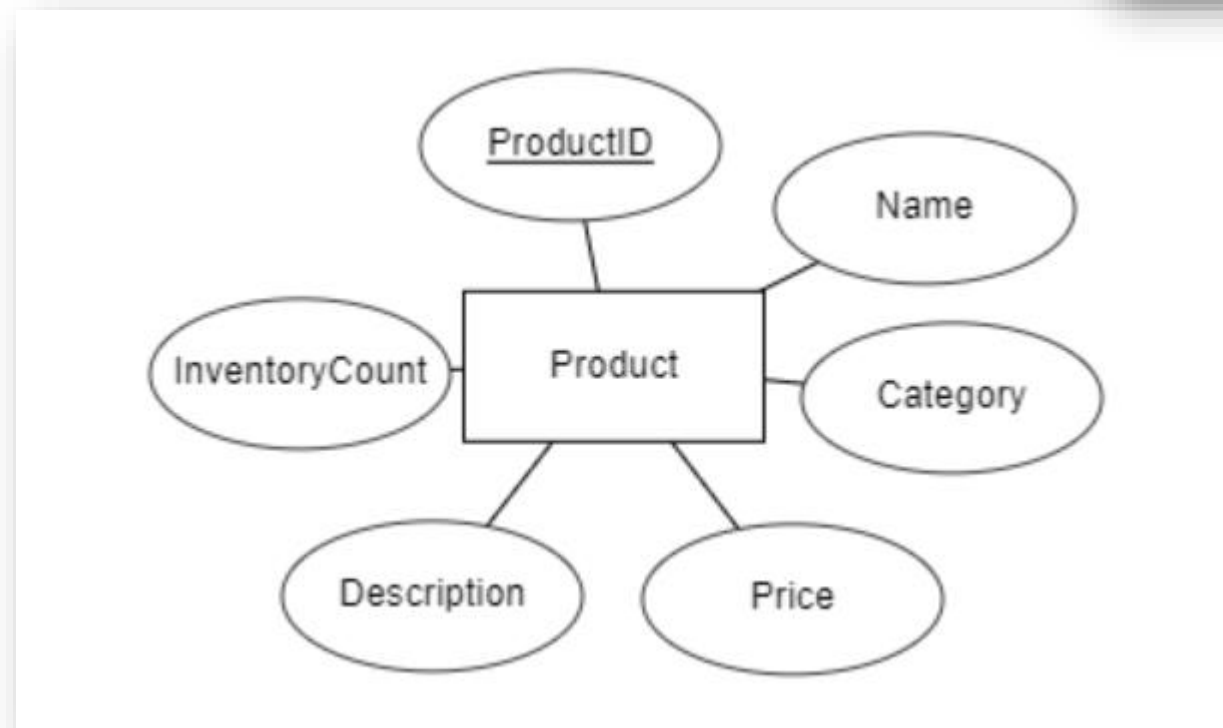 ProductID
Name
InventoryCount
Product
Category
Description
Price